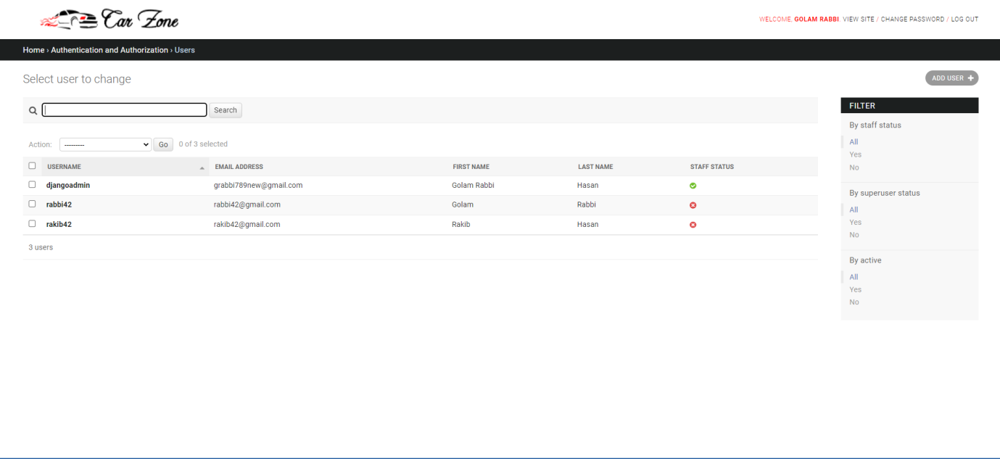 Car Zone
WELCOME, GOLAM RABBI. VIEW SITE / CHANGE PASSWORD / LOG OUT
Home › Authentication and Authorization › Users
Select user to change
ADD USER +
Search
Action: --------- Go 0 of 3 selected
USERNAME EMAIL ADDRESS FIRST NAME LAST NAME STAFF STATUS
djangoadmin grabbi789new@gmail.com Golam Rabbi Hasan
rabbi42 rabbi42@gmail.com Golam Rabbi
rakib42 rakib42@gmail.com Rakib Hasan
3 users
FILTER
By staff status
All
Yes
No
By superuser status
All
Yes
No
By active
All
Yes
No